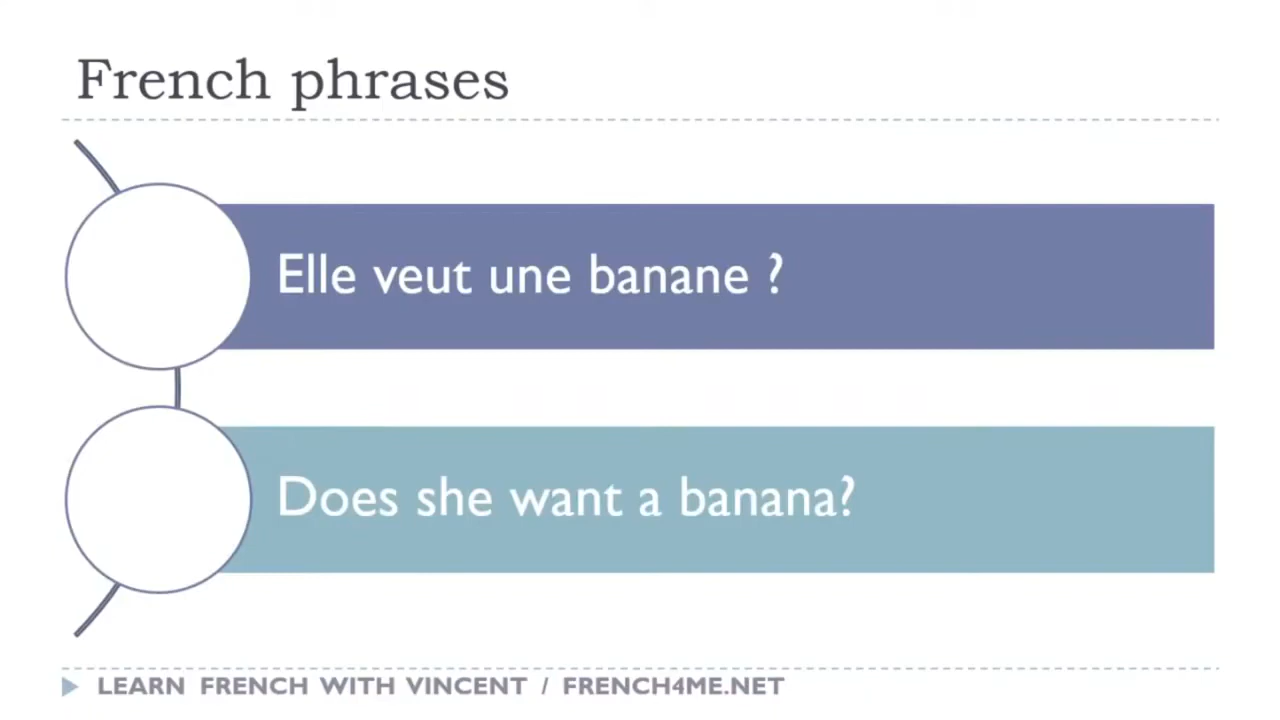 French phrases
Elle veut une banane ?
Does she want a banana?
LEARN FRENCH WITH VINCENT / FRENCH4ME.NET